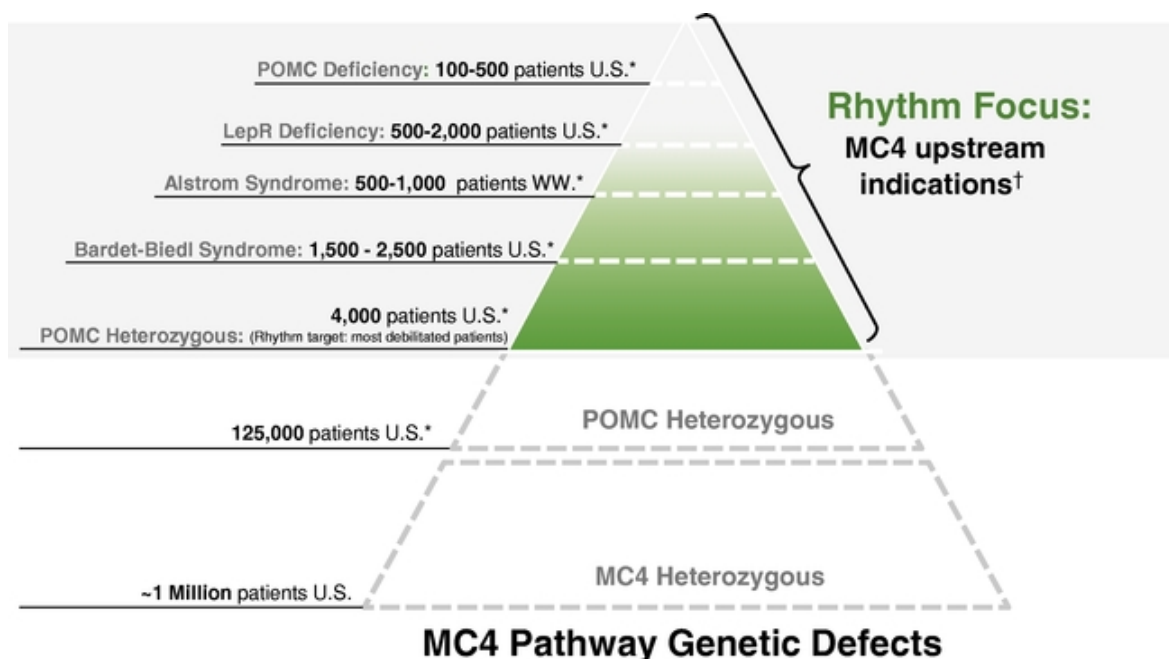 POMC Deficiency: 100-500 patients U.S.*
LepR Deficiency: 500-2,000 patients U.S.*
Alstrom Syndrome: 500-1,000 patients WW.*
Bardet-Biedl Syndrome: 1,500 - 2,500 patients U.S.*
4,000 patients U.S.*
POMC Heterozygous: (Rhythm target: most debilitated patients)
Rhythm Focus:
MC4 upstream
indications†
POMC Heterozygous
125,000 patients U.S.*
MC4 Heterozygous
~1 Million patients U.S.
MC4 Pathway Genetic Defects